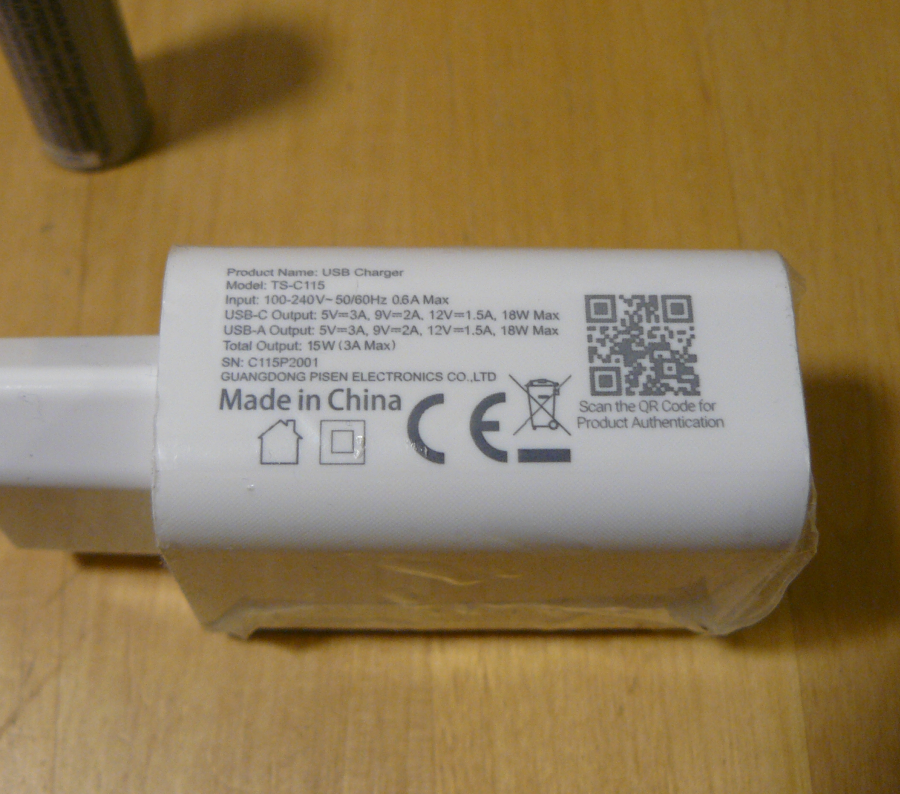 Product Name: USB Charger
Model: TS-C115
Input: 100-240V~50/60Hz 0.6A Max
USB-C Output: 5V⎓3A, 9V⎓2A, 12V⎓1.5A, 18W Max
USB-A Output: 5V⎓3A, 9V⎓2A, 12V⎓1.5A, 18W Max
Total Output: 15W (3A Max)
SN: C115P2001
GUANGDONG PISEN ELECTRONICS CO.,LTD
Made in China
CE
Scan the QR Code for
Product Authentication